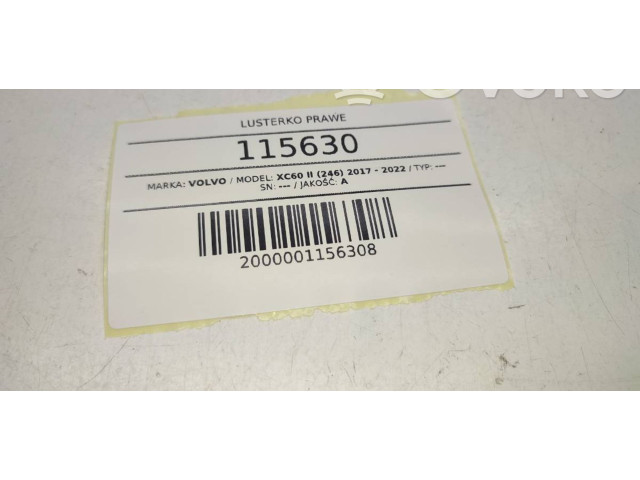 LUSTERKO PRAWE
115630
MARKA: VOLVO / MODEL: XC60 II (246) 2017 - 2022 / TYP: ---
SN: --- / JAKOŚĆ: A
2000001156308